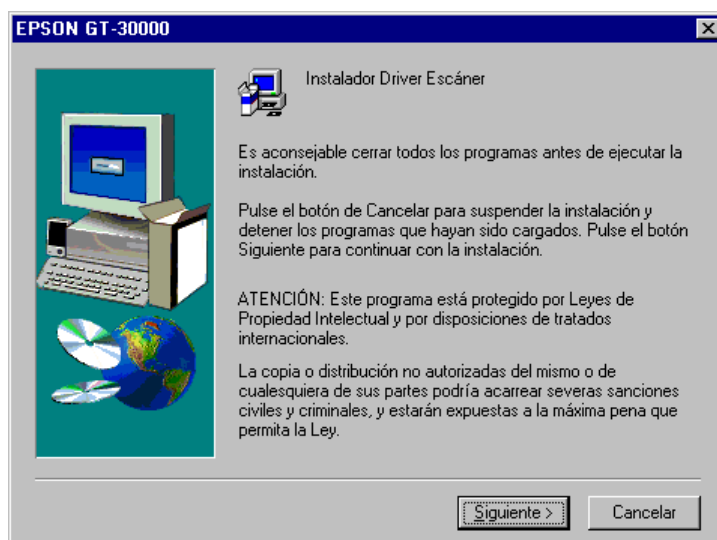 EPSON GT-30000
Instalador Driver Escáner
Es aconsejable cerrar todos los programas antes de ejecutar la
instalación.
Pulse el botón de Cancelar para suspender la instalación y
detener los programas que hayan sido cargados. Pulse el botón
Siguiente para continuar con la instalación.
ATENCIÓN: Este programa está protegido por Leyes de
Propiedad Intelectual y por disposiciones de tratados
internacionales.
La copia o distribución no autorizadas del mismo o de
cualesquiera de sus partes podría acarrear severas sanciones
civiles y criminales, y estarán expuestas a la máxima pena que
permita la Ley.
Siguiente >
Cancelar